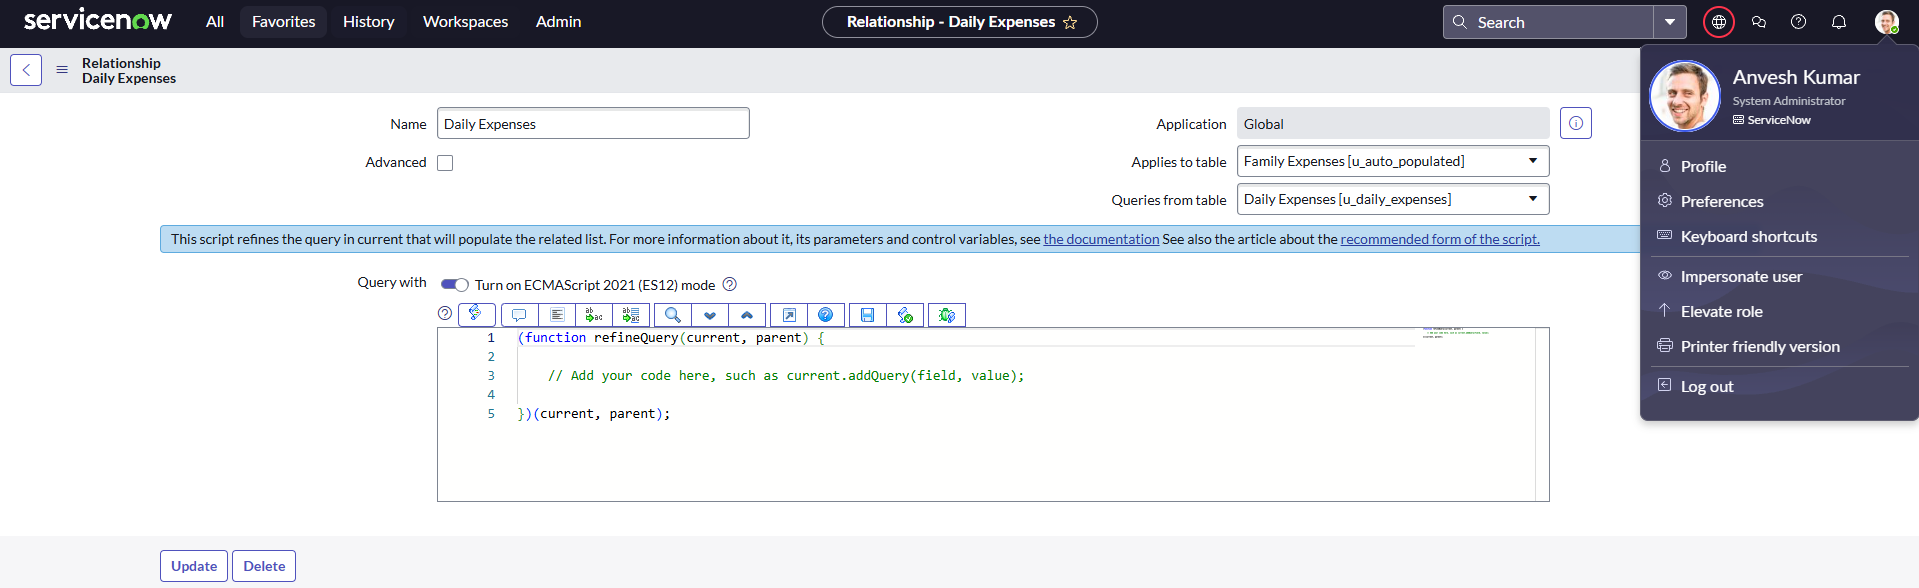 servicenow All Favorites History Workspaces Admin Relationship - Daily Expenses Search
Relationship
Daily Expenses
Anvesh Kumar
System Administrator
ServiceNow
Profile
Preferences
Keyboard shortcuts
Impersonate user
Elevate role
Printer friendly version
Log out
Name Daily Expenses
Application Global
Advanced
Applies to table Family Expenses [u_auto_populated]
Queries from table Daily Expenses [u_daily_expenses]
This script refines the query in current that will populate the related list. For more information about it, its parameters and control variables, see the documentation See also the article about the recommended form of the script.
Query with Turn on ECMAScript 2021 (ES12) mode
1 (function refineQuery(current, parent) {
2
3 // Add your code here, such as current.addQuery(field, value);
4
5 })(current, parent);
Update Delete